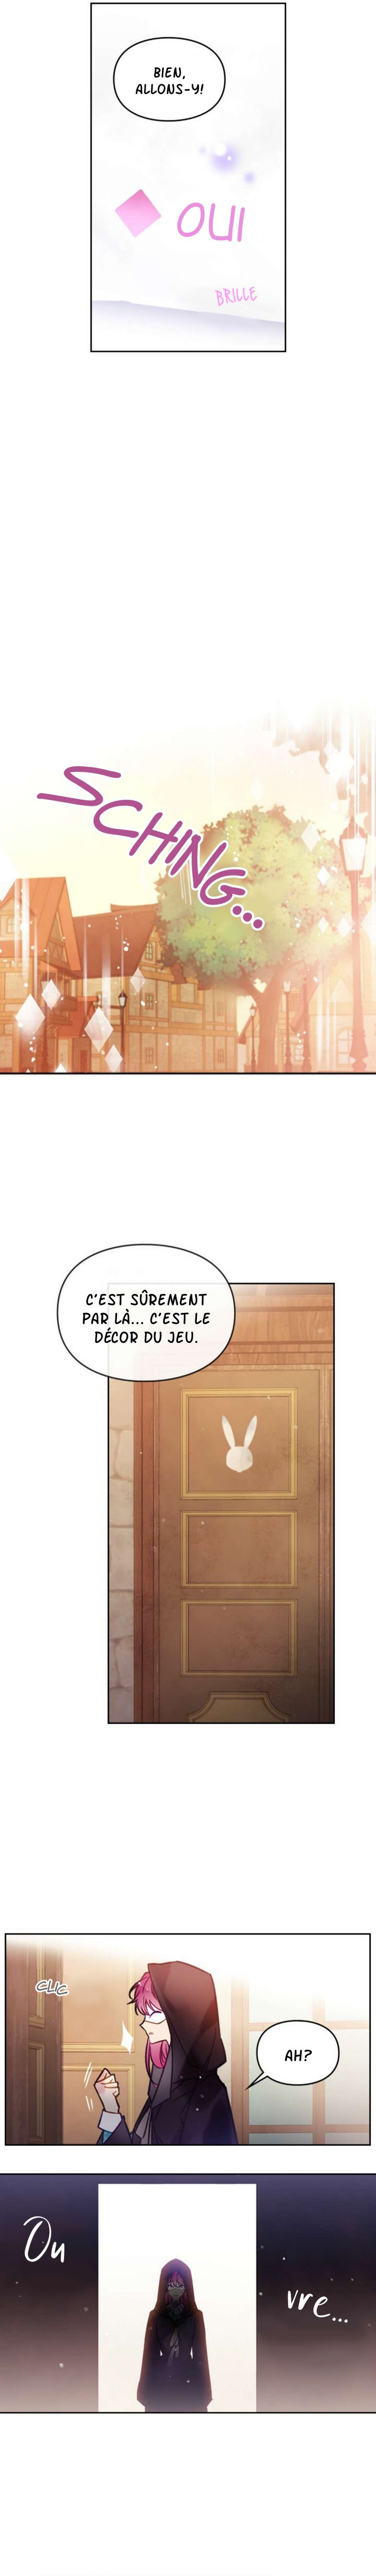 BIEN,
ALLONS-Y!
OUI
BRILLE
SCHING...
C'EST SÛREMENT
PAR LÀ... C'EST LE
DÉCOR DU JEU.
CLIC
AH?
Ou
vre...